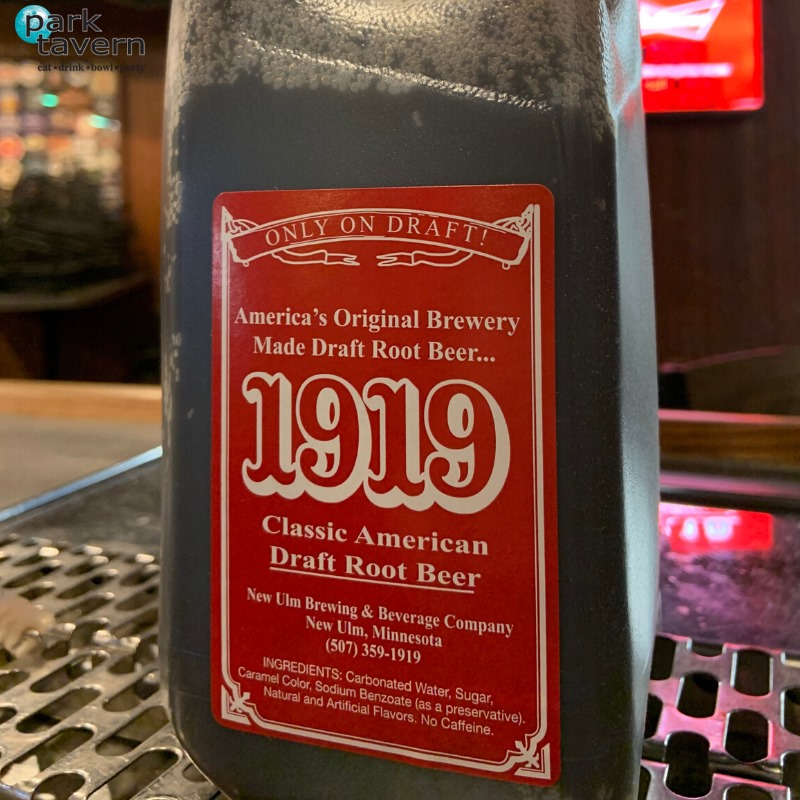 park
tavern
eat • drink • bowl • party
ONLY ON DRAFT!
America's Original Brewery
Made Draft Root Beer...
1919
Classic American
Draft Root Beer
New Ulm Brewing & Beverage Company
New Ulm, Minnesota
(507) 359-1919
INGREDIENTS: Carbonated Water, Sugar,
Caramel Color, Sodium Benzoate (as a preservative).
Natural and Artificial Flavors. No Caffeine.